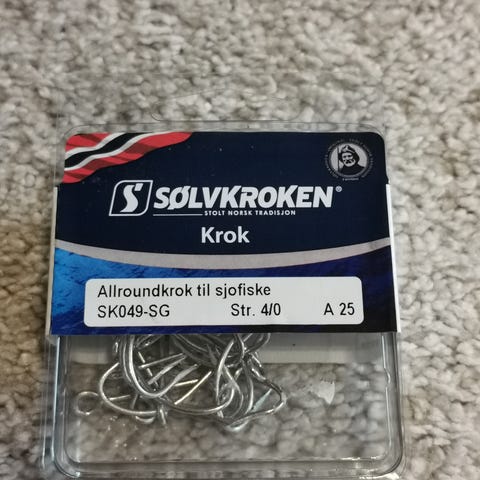 SØLVKROKEN®
STOLT NORSK TRADISJON
Krok
Allroundkrok til sjofiske
SK049-SG Str. 4/0 A 25